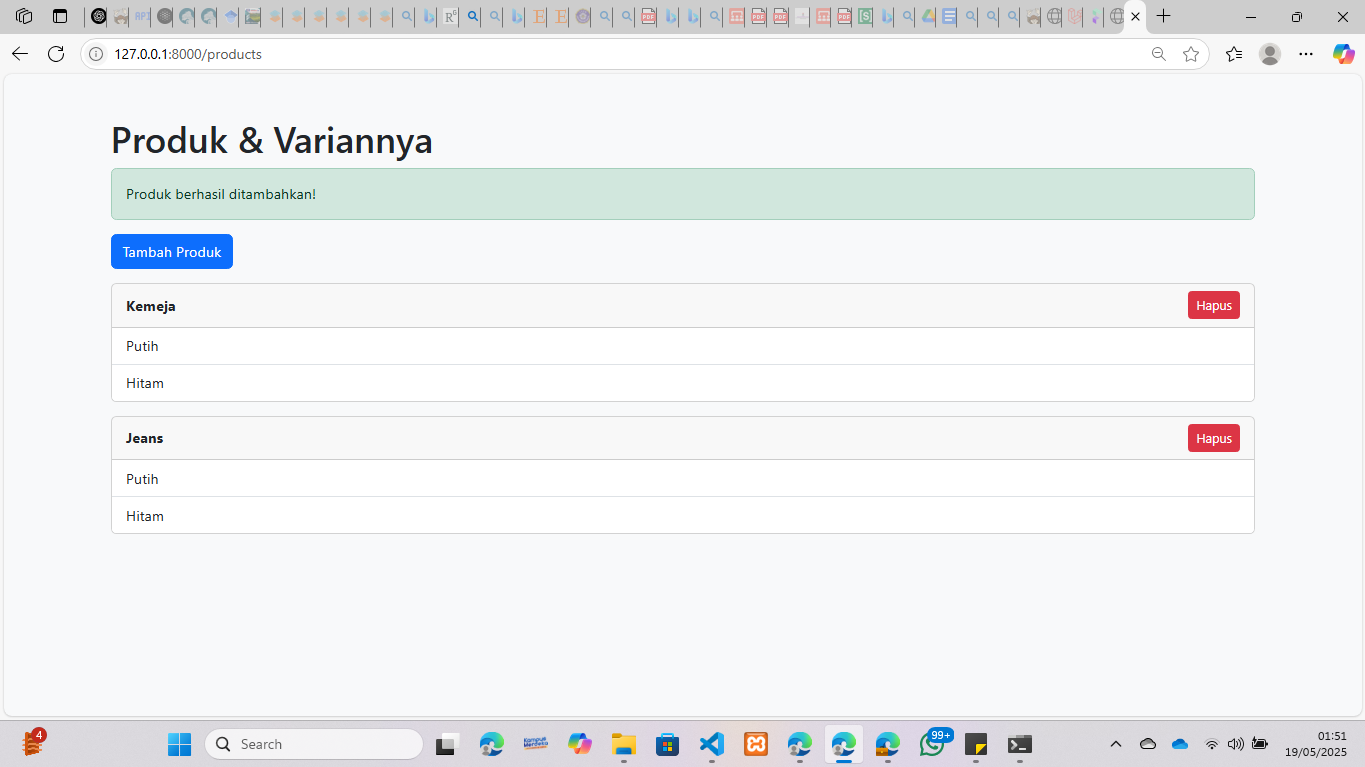 127.0.0.1:8000/products
Produk & Variannya
Produk berhasil ditambahkan!
Tambah Produk
Kemeja
Hapus
Putih
Hitam
Jeans
Hapus
Putih
Hitam
4
Search
99+
01:51
19/05/2025